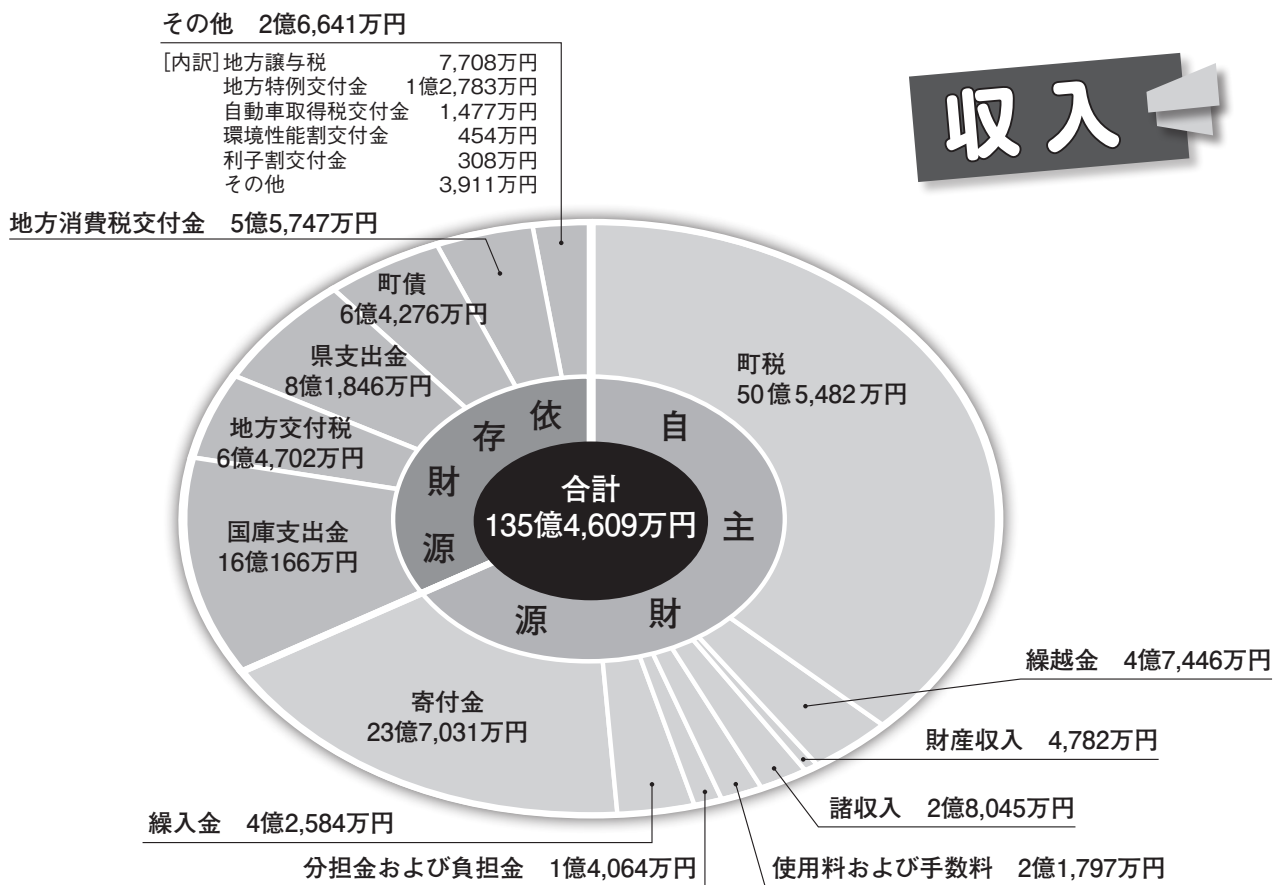 その他 2億6,641万円
[内訳]地方譲与税 7,708万円
地方特例交付金 1億2,783万円
自動車取得税交付金 1,477万円
環境性能割交付金 454万円
利子割交付金 308万円
その他 3,911万円
収入
地方消費税交付金 5億5,747万円
町債
6億4,276万円
県支出金
8億1,846万円
地方交付税
6億4,702万円
国庫支出金
16億166万円
町税
50億5,482万円
依存財源
自主財源
合計
135億4,609万円
寄付金
23億7,031万円
繰越金 4億7,446万円
財産収入 4,782万円
諸収入 2億8,045万円
繰入金 4億2,584万円
分担金および負担金 1億4,064万円
使用料および手数料 2億1,797万円